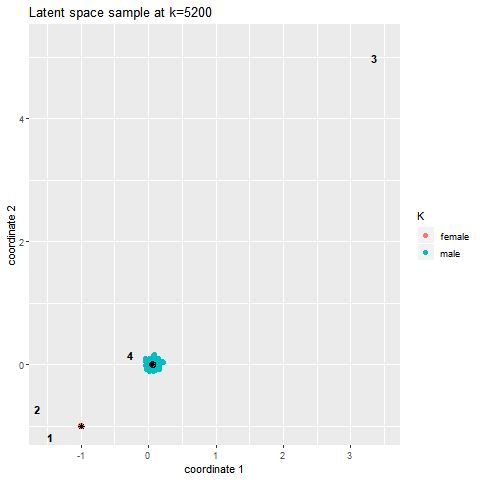 Latent space sample at k=5200
3
4
2
0
4
2
1
-1
0
1
2
3
coordinate 1
coordinate 2
K
female
male